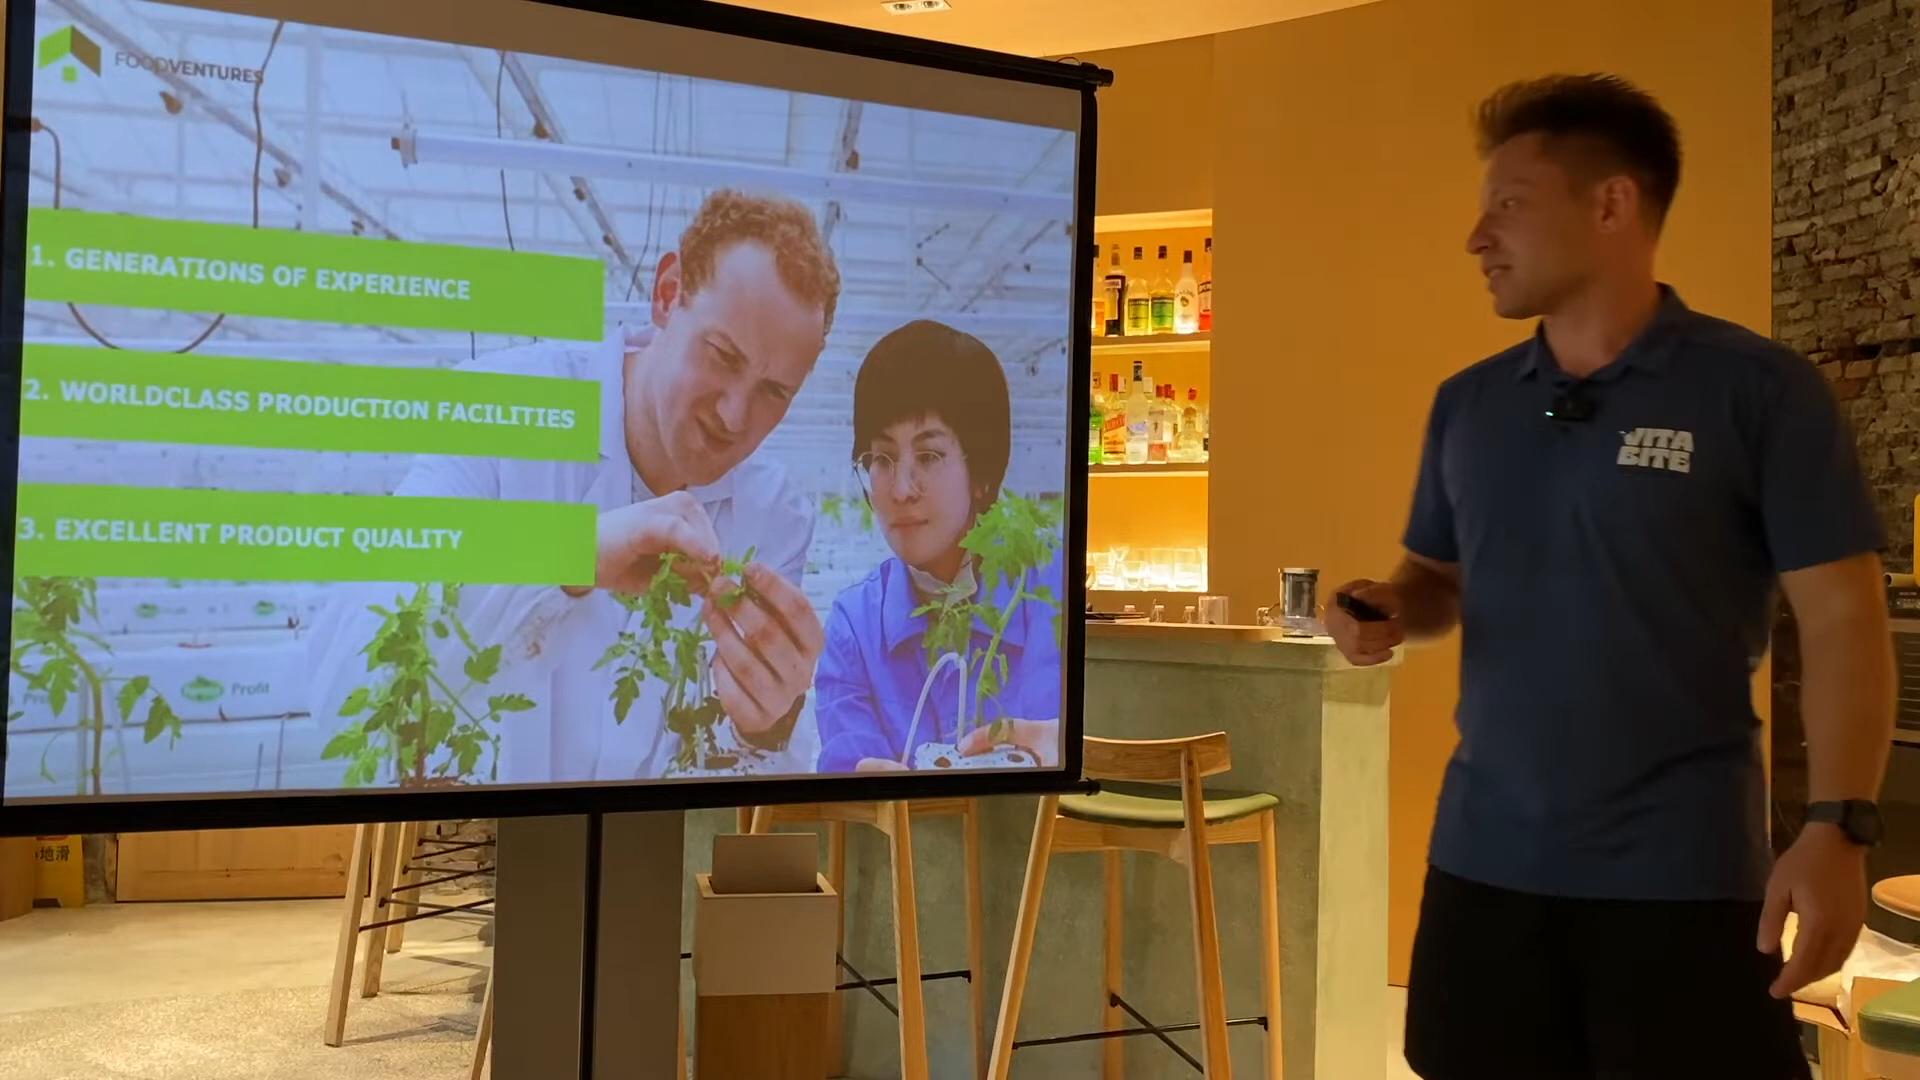 FOODVENTURES
1. GENERATIONS OF EXPERIENCE
2. WORLDCLASS PRODUCTION FACILITIES
3. EXCELLENT PRODUCT QUALITY
Profit
VITA
BITE
地滑